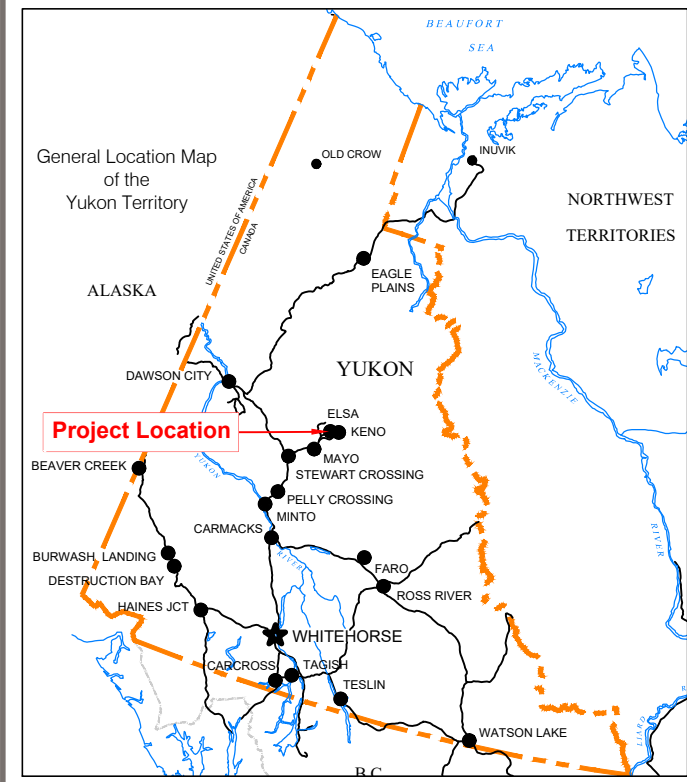 BEAUFORT
SEA
General Location Map
of the
Yukon Territory
OLD CROW
INUVIK
NORTHWEST
TERRITORIES
UNITED STATES OF AMERICA
CANADA
EAGLE
PLAINS
ALASKA
MACKENZIE
RIVER
DAWSON CITY
YUKON
ELSA
Project Location
KENO
MAYO
BEAVER CREEK
YUKON
RIVER
STEWART CROSSING
PELLY CROSSING
MINTO
CARMACKS
BURWASH LANDING
FARO
DESTRUCTION BAY
ROSS RIVER
HAINES JCT
WHITEHORSE
CARCROSS
TAGISH
TESLIN
WATSON LAKE
LIARD
B.C.